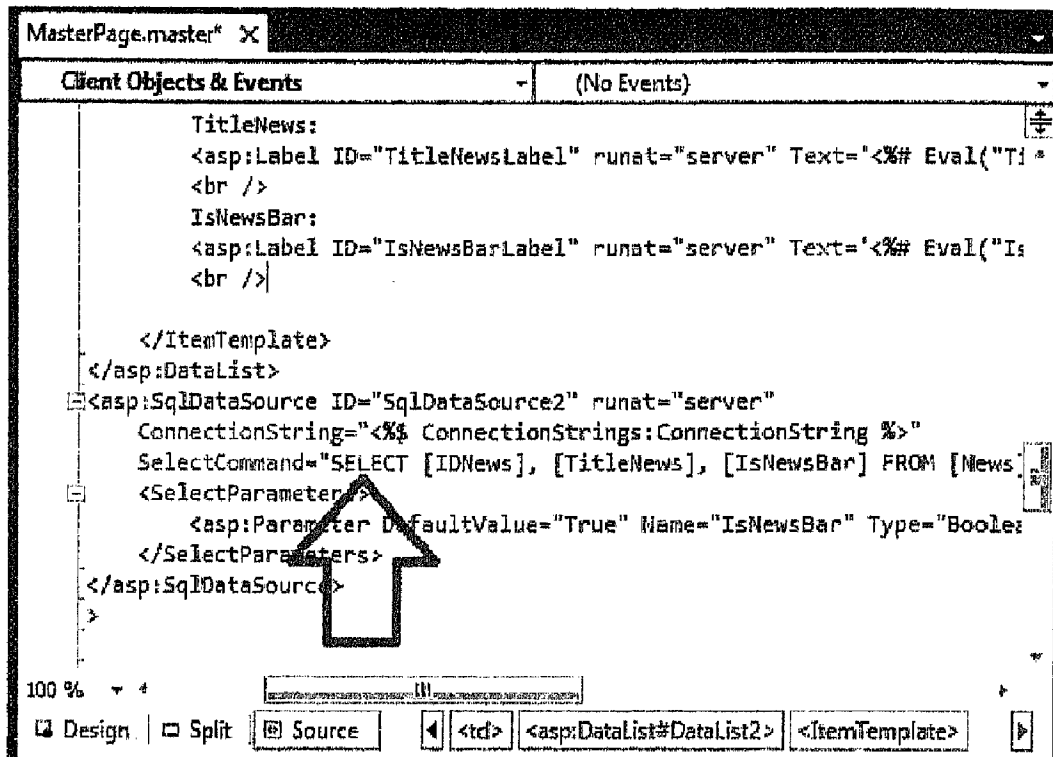 MasterPage.master* ✕
Client Objects & Events (No Events)
TitleNews:
<asp:Label ID="TitleNewsLabel" runat="server" Text='<%# Eval("Ti
<br />
IsNewsBar:
<asp:Label ID="IsNewsBarLabel" runat="server" Text='<%# Eval("Is
<br />
</ItemTemplate>
</asp:DataList>
<asp:SqlDataSource ID="SqlDataSource2" runat="server"
ConnectionString="<%$ ConnectionStrings:ConnectionString %>"
SelectCommand="SELECT [IDNews], [TitleNews], [IsNewsBar] FROM [News]
<SelectParameters>
<asp:Parameter DefaultValue="True" Name="IsNewsBar" Type="Boolea
</SelectParameters>
</asp:SqlDataSource>
>
100 %
Design Split Source <td> <asp:DataList#DataList2> <ItemTemplate>